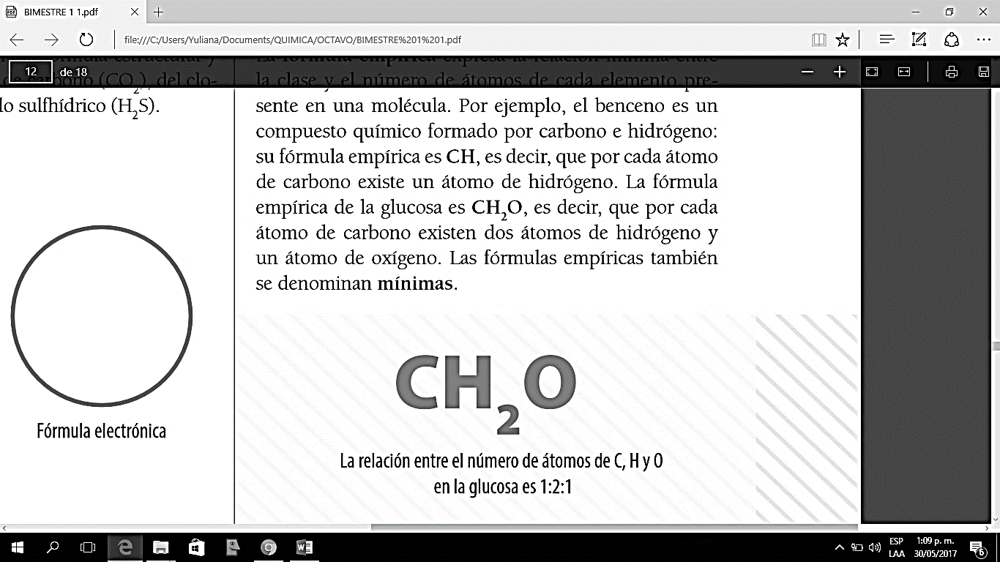 BIMESTRE 1 1.pdf
file:///C:/Users/Yuliana/Documents/QUIMICA/OCTAVO/BIMESTRE%201%201.pdf
12 de 18
de carbono (CO2), del clo-
lo sulfhídrico (H2S).
Fórmula electrónica
La fórmula empírica expresa la relación mínima entre
la clase y el número de átomos de cada elemento pre-
sente en una molécula. Por ejemplo, el benceno es un
compuesto químico formado por carbono e hidrógeno:
su fórmula empírica es CH, es decir, que por cada átomo
de carbono existe un átomo de hidrógeno. La fórmula
empírica de la glucosa es CH2O, es decir, que por cada
átomo de carbono existen dos átomos de hidrógeno y
un átomo de oxígeno. Las fórmulas empíricas también
se denominan mínimas.
CH2O
La relación entre el número de átomos de C, H y O
en la glucosa es 1:2:1
ESP
LAA
1:09 p. m.
30/05/2017
6